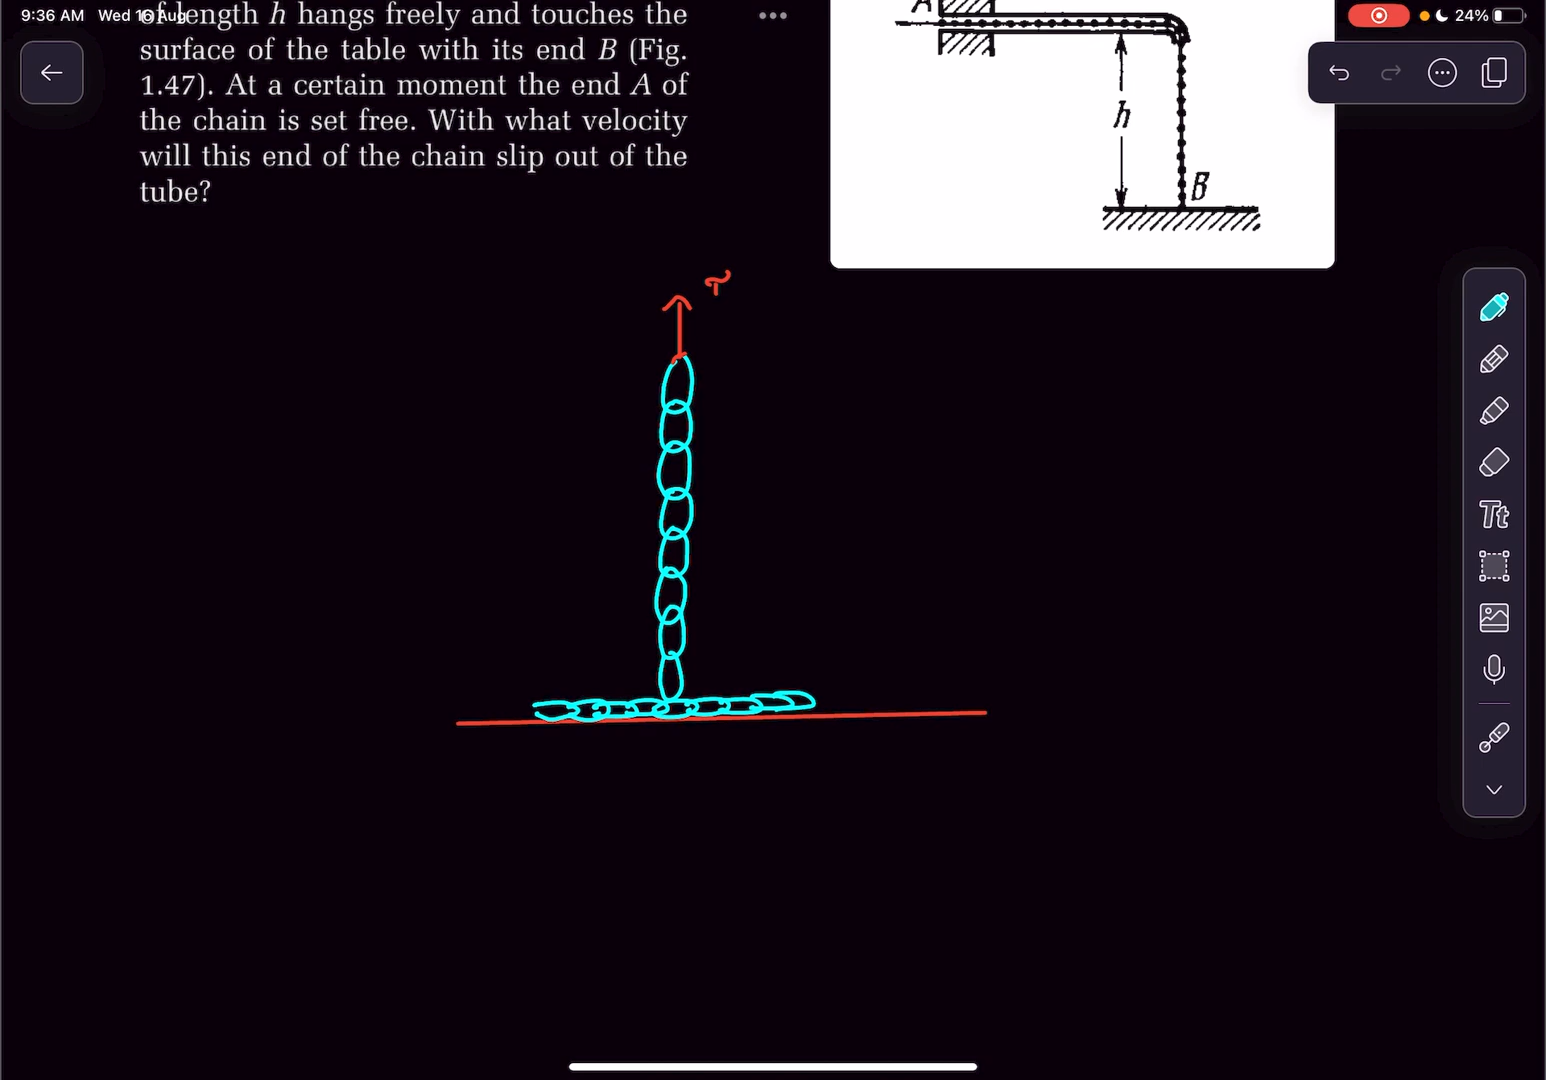 9:36 AM Wed 16 Aug
24%
of length h hangs freely and touches the
surface of the table with its end B (Fig.
1.47). At a certain moment the end A of
the chain is set free. With what velocity
will this end of the chain slip out of the
tube?
A
h
B
T
Tt